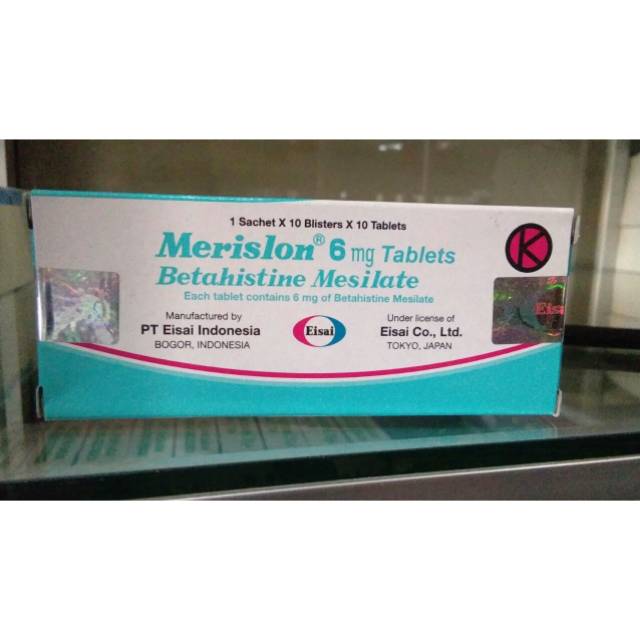 1 Sachet X 10 Blisters X 10 Tablets
Merislon® 6 mg Tablets
Betahistine Mesilate
Each tablet contains 6 mg of Betahistine Mesilate
Manufactured by
PT Eisai Indonesia
BOGOR, INDONESIA
Eisai
Under license of
Eisai Co., Ltd.
TOKYO, JAPAN
K